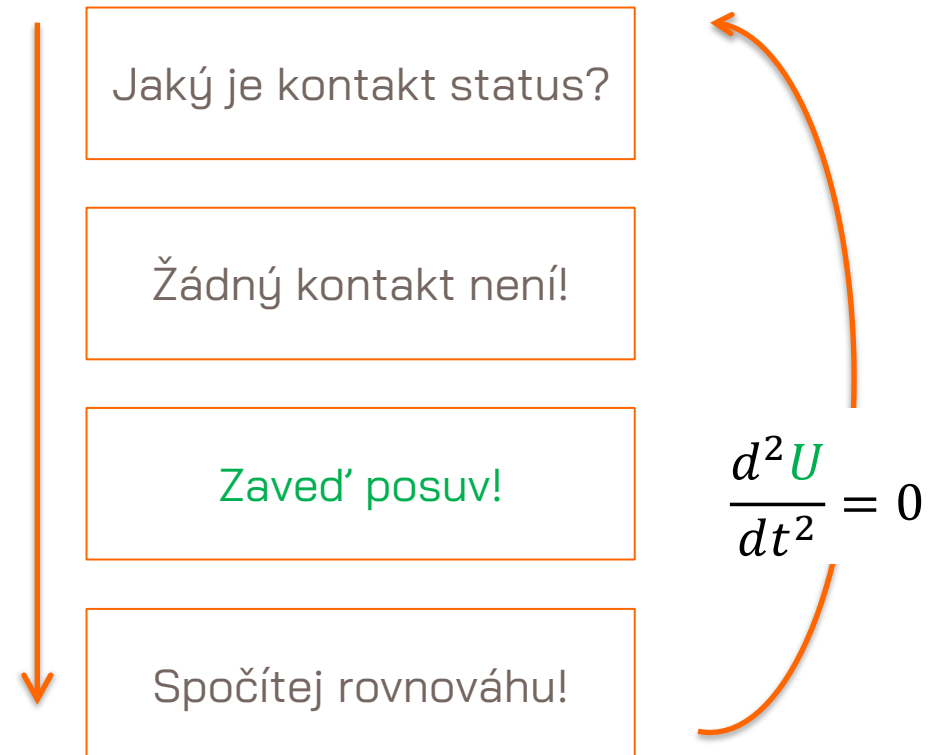 Jaký je kontakt status?
Žádný kontakt není!
Zaveď posuv!
d²U
dt² = 0
Spočítej rovnováhu!